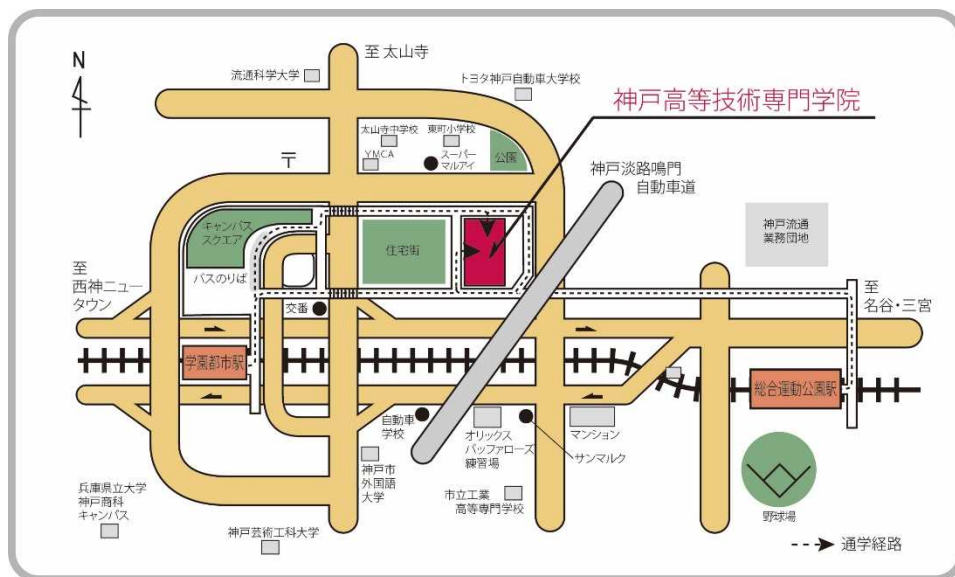 N
至 太山寺
流通科学大学
トヨタ神戸自動車大学校
神戸高等技術専門学院
太山寺中学校
東町小学校
YMCA
スーパー
マルアイ
公園
〒
神戸淡路鳴門
自動車道
キャンパス
スクエア
住宅街
神戸流通
業務団地
バスのりば
至
西神ニュー
タウン
交番
至
名谷・三宮
学園都市駅
総合運動公園駅
自動車
学校
オリックス
バッファローズ
練習場
マンション
サンマルク
神戸市
外国語
大学
市立工業
高等専門学校
兵庫県立大学
神戸商科
キャンパス
神戸芸術工科大学
野球場
通学経路